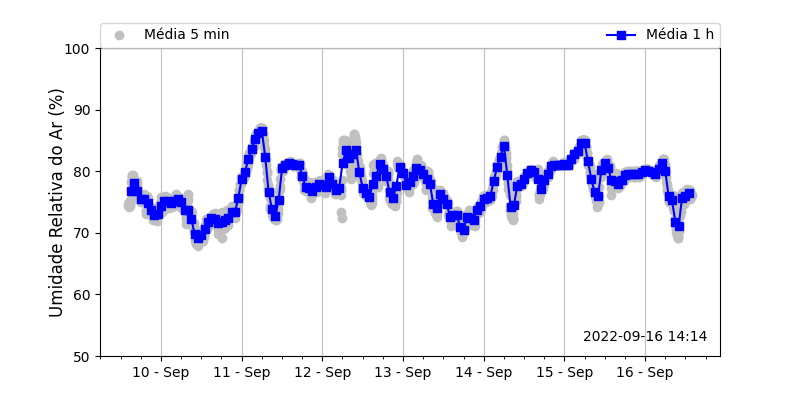 Média 5 min
Média 1 h
Umidade Relativa do Ar (%)
100
90
80
70
60
50
2022-09-16 14:14
10 - Sep
11 - Sep
12 - Sep
13 - Sep
14 - Sep
15 - Sep
16 - Sep